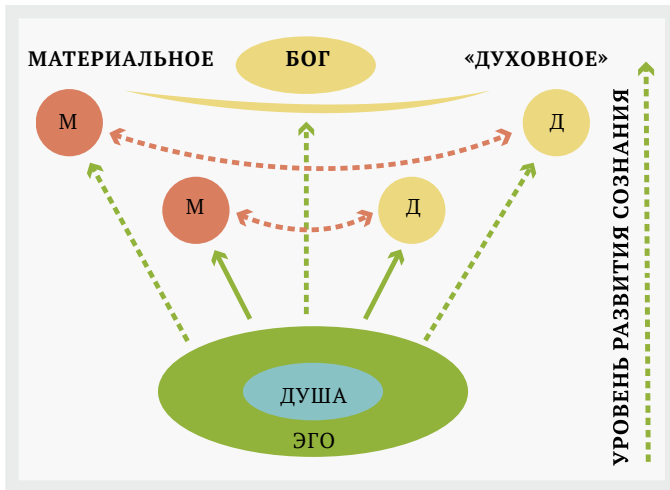 МАТЕРИАЛЬНОЕ
БОГ
«ДУХОВНОЕ»
М
Д
М
Д
ДУША
ЭГО
УРОВЕНЬ РАЗВИТИЯ СОЗНАНИЯ